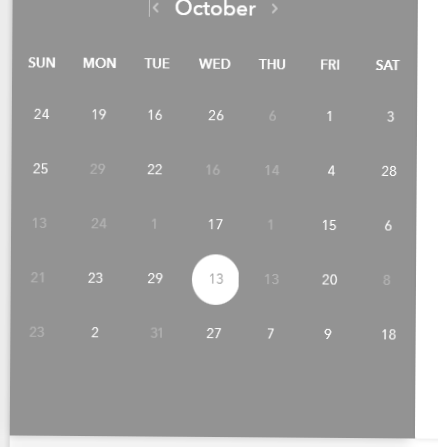 ‹ October ›
SUN MON TUE WED THU FRI SAT
24 19 16 26 6 1 3
25 29 22 16 14 4 28
13 24 1 17 1 15 6
21 23 29 13 13 20 8
23 2 31 27 7 9 18